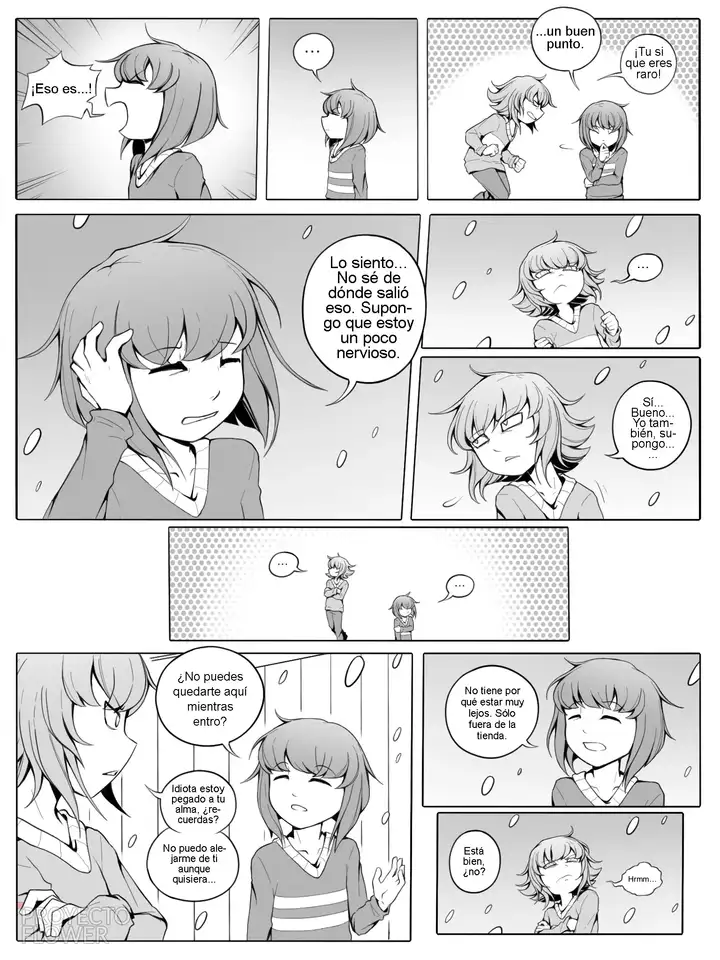 ¡Eso es...!
...
...un buen
punto.
¡Tu si
que eres
raro!
Lo siento...
No sé de
dónde salió
eso. Supon-
go que estoy
un poco
nervioso.
...
Sí...
Bueno...
Yo tam-
bién, su-
pongo...
...
...
...
¿No puedes
quedarte aquí
mientras
entro?
Idiota estoy
pegado a tu
alma, ¿re-
cuerdas?
No puedo ale-
jarme de ti
aunque
quisiera...
No tiene por
qué estar muy
lejos. Sólo
fuera de la
tienda.
Está
bien,
¿no?
Hrmm...
PROYECTO
FLOWER